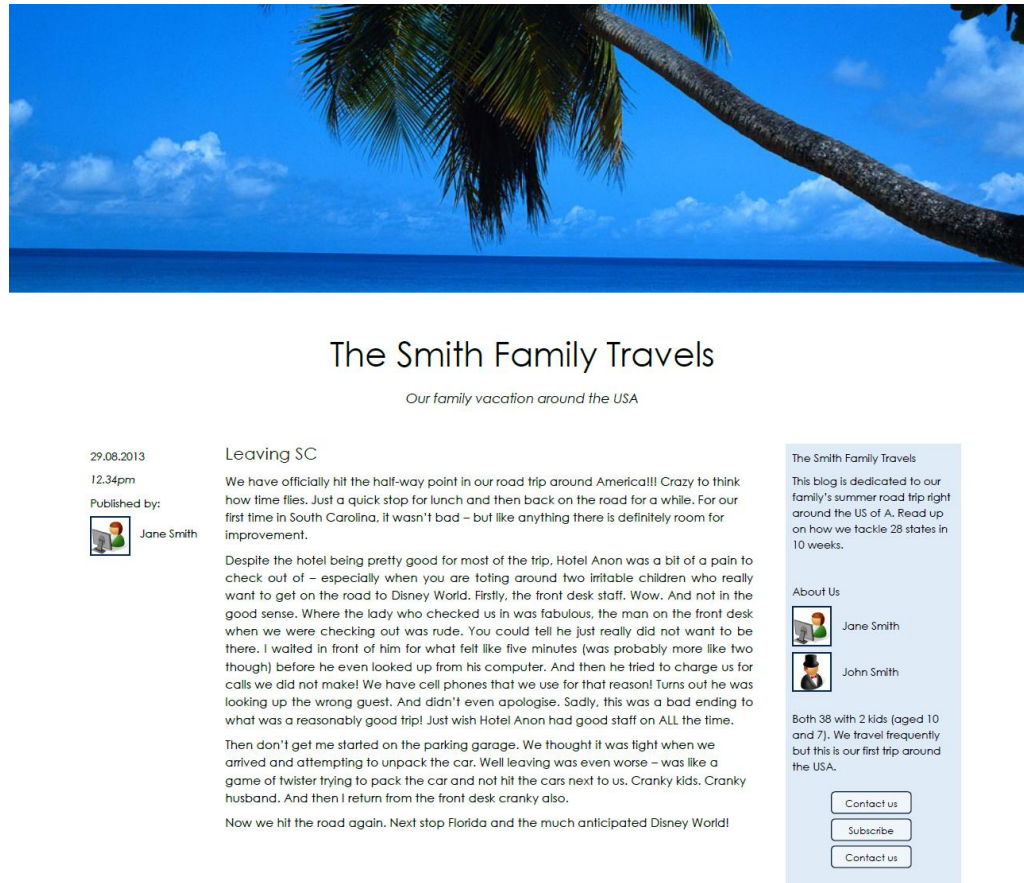 The Smith Family Travels
Our family vacation around the USA
29.08.2013
12.34pm
Published by:
Jane Smith
Leaving SC
We have officially hit the half-way point in our road trip around America!!! Crazy to think
how time flies. Just a quick stop for lunch and then back on the road for a while. For our
first time in South Carolina, it wasn't bad – but like anything there is definitely room for
improvement.
Despite the hotel being pretty good for most of the trip, Hotel Anon was a bit of a pain to
check out of – especially when you are toting around two irritable children who really
want to get on the road to Disney World. Firstly, the front desk staff. Wow. And not in the
good sense. Where the lady who checked us in was fabulous, the man on the front desk
when we were checking out was rude. You could tell he just really did not want to be
there. I waited in front of him for what felt like five minutes (was probably more like two
though) before he even looked up from his computer. And then he tried to charge us for
calls we did not make! We have cell phones that we use for that reason! Turns out he was
looking up the wrong guest. And didn't even apologise. Sadly, this was a bad ending to
what was a reasonably good trip! Just wish Hotel Anon had good staff on ALL the time.
Then don't get me started on the parking garage. We thought it was tight when we
arrived and attempting to unpack the car. Well leaving was even worse – was like a
game of twister trying to pack the car and not hit the cars next to us. Cranky kids. Cranky
husband. And then I return from the front desk cranky also.
Now we hit the road again. Next stop Florida and the much anticipated Disney World!
The Smith Family Travels
This blog is dedicated to our
family's summer road trip right
around the US of A. Read up
on how we tackle 28 states in
10 weeks.
About Us
Jane Smith
John Smith
Both 38 with 2 kids (aged 10
and 7). We travel frequently
but this is our first trip around
the USA.
Contact us
Subscribe
Contact us